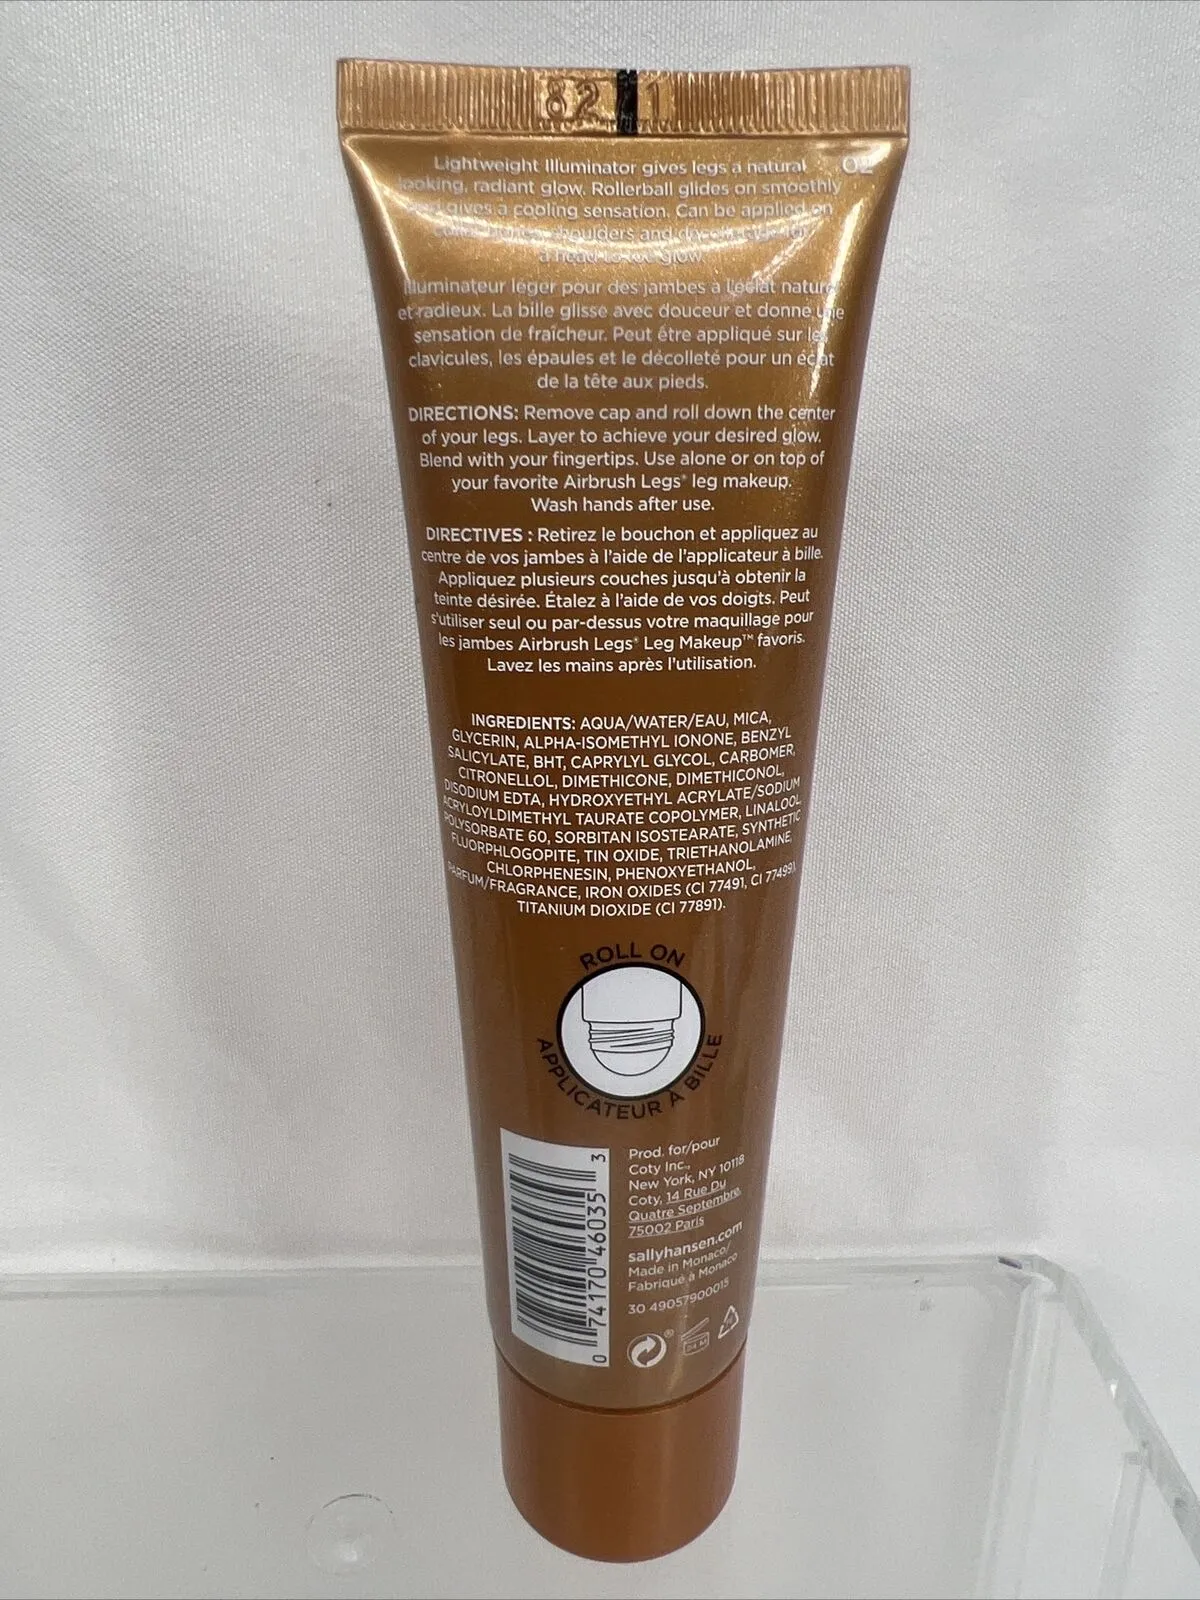 82 1
02
Lightweight Illuminator gives legs a natural
looking, radiant glow. Rollerball glides on smoothly
and gives a cooling sensation. Can be applied on
shoulders and
a head to toe glow.
Illuminateur léger pour des jambes à l'éclat naturel
et radieux. La bille glisse avec douceur et donne une
sensation de fraîcheur. Peut être appliqué sur les
clavicules, les épaules et le décolleté pour un éclat
de la tête aux pieds.
DIRECTIONS: Remove cap and roll down the center
of your legs. Layer to achieve your desired glow.
Blend with your fingertips. Use alone or on top of
your favorite Airbrush Legs® leg makeup.
Wash hands after use.
DIRECTIVES : Retirez le bouchon et appliquez au
centre de vos jambes à l'aide de l'applicateur à bille.
Appliquez plusieurs couches jusqu'à obtenir la
teinte désirée. Étalez à l'aide de vos doigts. Peut
s'utiliser seul ou par-dessus votre maquillage pour
les jambes Airbrush Legs® Leg Makeup™ favoris.
Lavez les mains après l'utilisation.
INGREDIENTS: AQUA/WATER/EAU, MICA,
GLYCERIN, ALPHA-ISOMETHYL IONONE, BENZYL
SALICYLATE, BHT, CAPRYLYL GLYCOL, CARBOMER,
CITRONELLOL, DIMETHICONE, DIMETHICONOL,
DISODIUM EDTA, HYDROXYETHYL ACRYLATE/SODIUM
ACRYLOYLDIMETHYL TAURATE COPOLYMER, LINALOOL,
POLYSORBATE 60, SORBITAN ISOSTEARATE, SYNTHETIC
FLUORPHLOGOPITE, TIN OXIDE, TRIETHANOLAMINE,
CHLORPHENESIN, PHENOXYETHANOL,
PARFUM/FRAGRANCE, IRON OXIDES (CI 77491, CI 77499),
TITANIUM DIOXIDE (CI 77891).
ROLL ON
APPLICATEUR À BILLE
0 74170 46035 3
Prod. for/pour
Coty Inc.,
New York, NY 10118
Coty, 14 Rue Du
Quatre Septembre
75002 Paris
sallyhansen.com
Made in Monaco/
Fabriqué à Monaco
30 49057900015
24 M